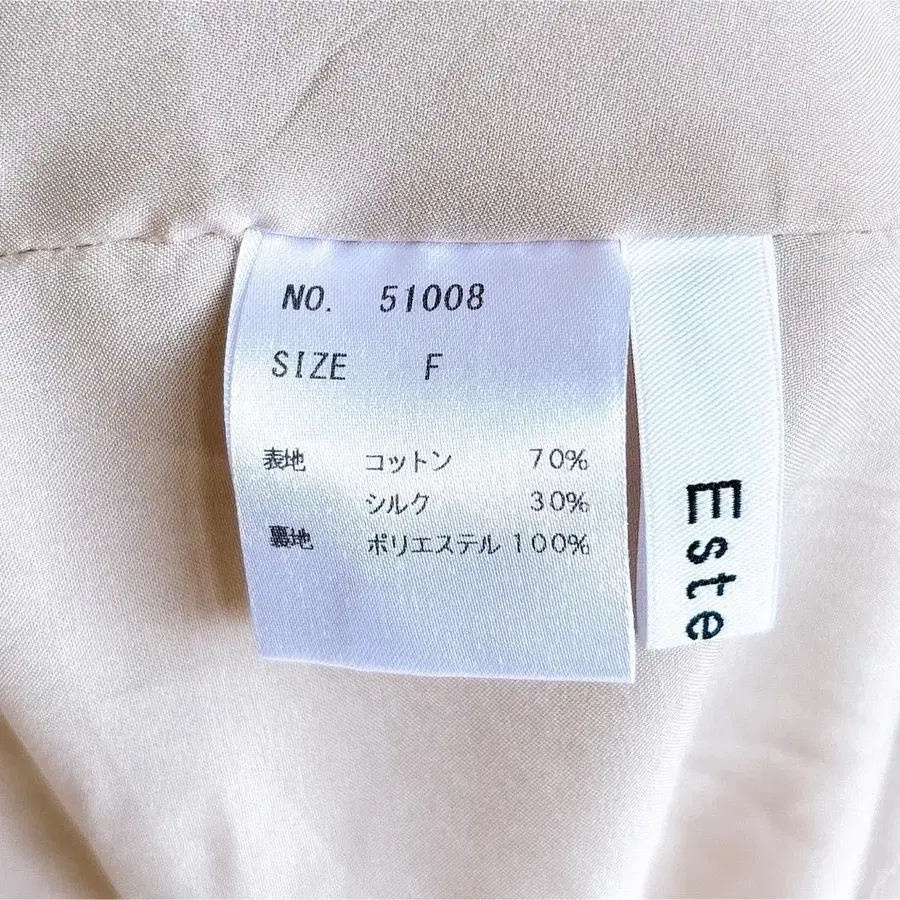 NO. 51008
SIZE F
表地 コットン 70%
シルク 30%
裏地 ポリエステル 100%
Este